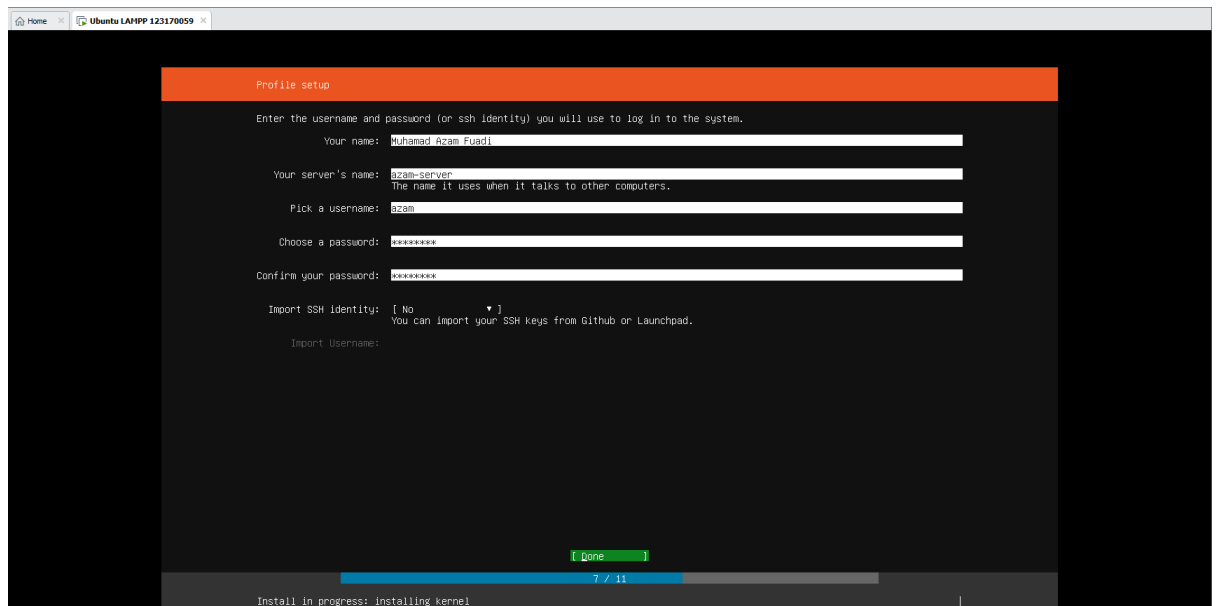 Home
Ubuntu LAMPP 123170059
Profile setup
Enter the username and password (or ssh identity) you will use to log in to the system.
Your name: Muhamad Azam Fuadi
Your server's name: azam-server
The name it uses when it talks to other computers.
Pick a username: azam
Choose a password: ********
Confirm your password: ********
Import SSH identity: [ No ▾ ]
You can import your SSH keys from Github or Launchpad.
Import Username:
[ Done ]
7 / 11
Install in progress: installing kernel